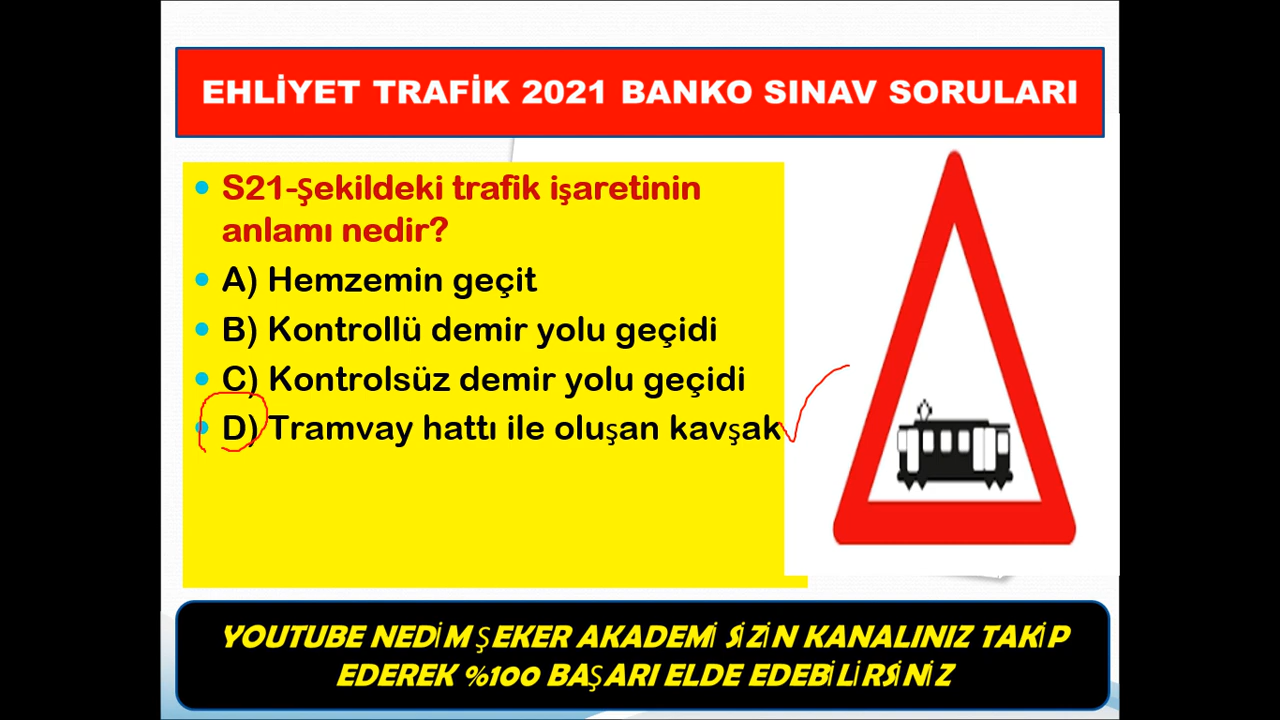 EHLİYET TRAFİK 2021 BANKO SINAV SORULARI
S21-Şekildeki trafik işaretinin
anlamı nedir?
A) Hemzemin geçit
B) Kontrollü demir yolu geçidi
C) Kontrolsüz demir yolu geçidi
D) Tramvay hattı ile oluşan kavşak
YOUTUBE NEDİM ŞEKER AKADEMİ SİZİN KANALINIZ TAKİP
EDEREK %100 BAŞARI ELDE EDEBİLİRSİNİZ